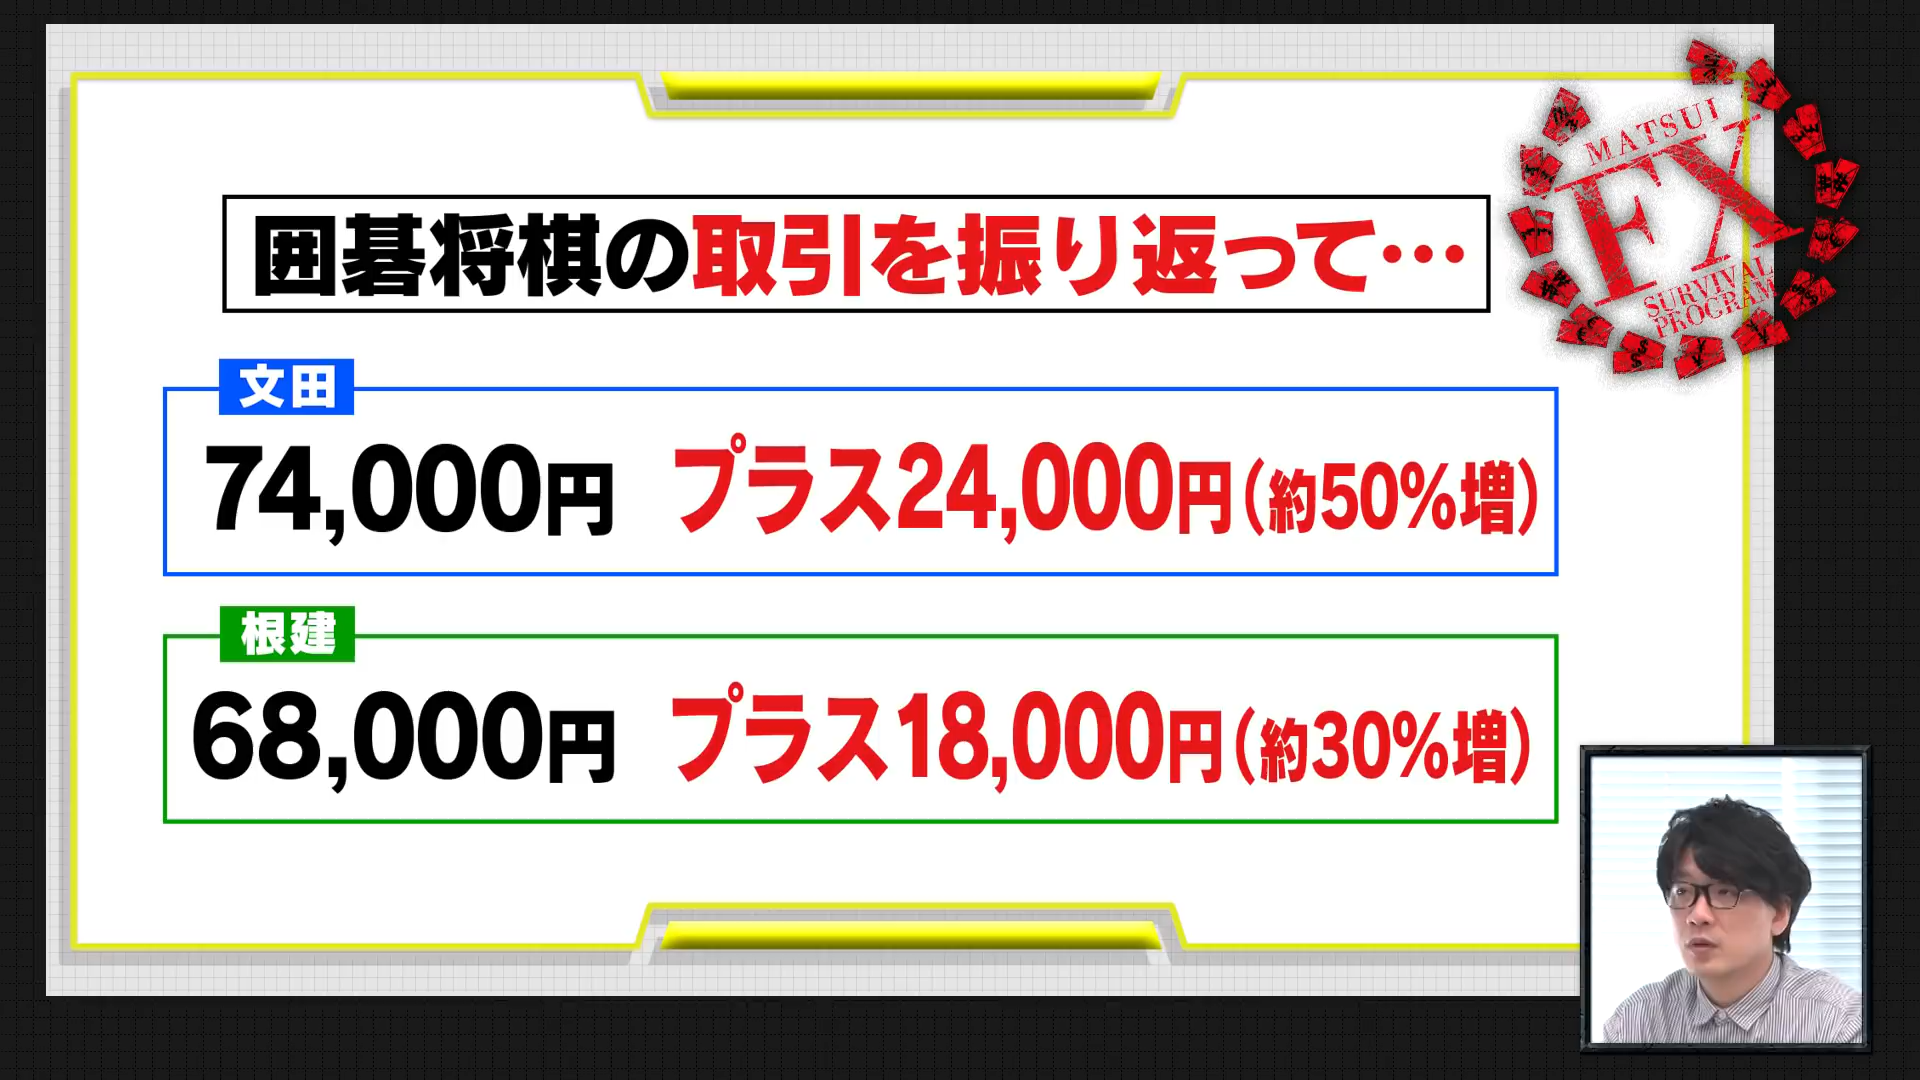 囲碁将棋の取引を振り返って…
MATSUI
FX
SURVIVAL
PROGRAM
文田
74,000円 プラス24,000円(約50%増)
根建
68,000円 プラス18,000円(約30%増)